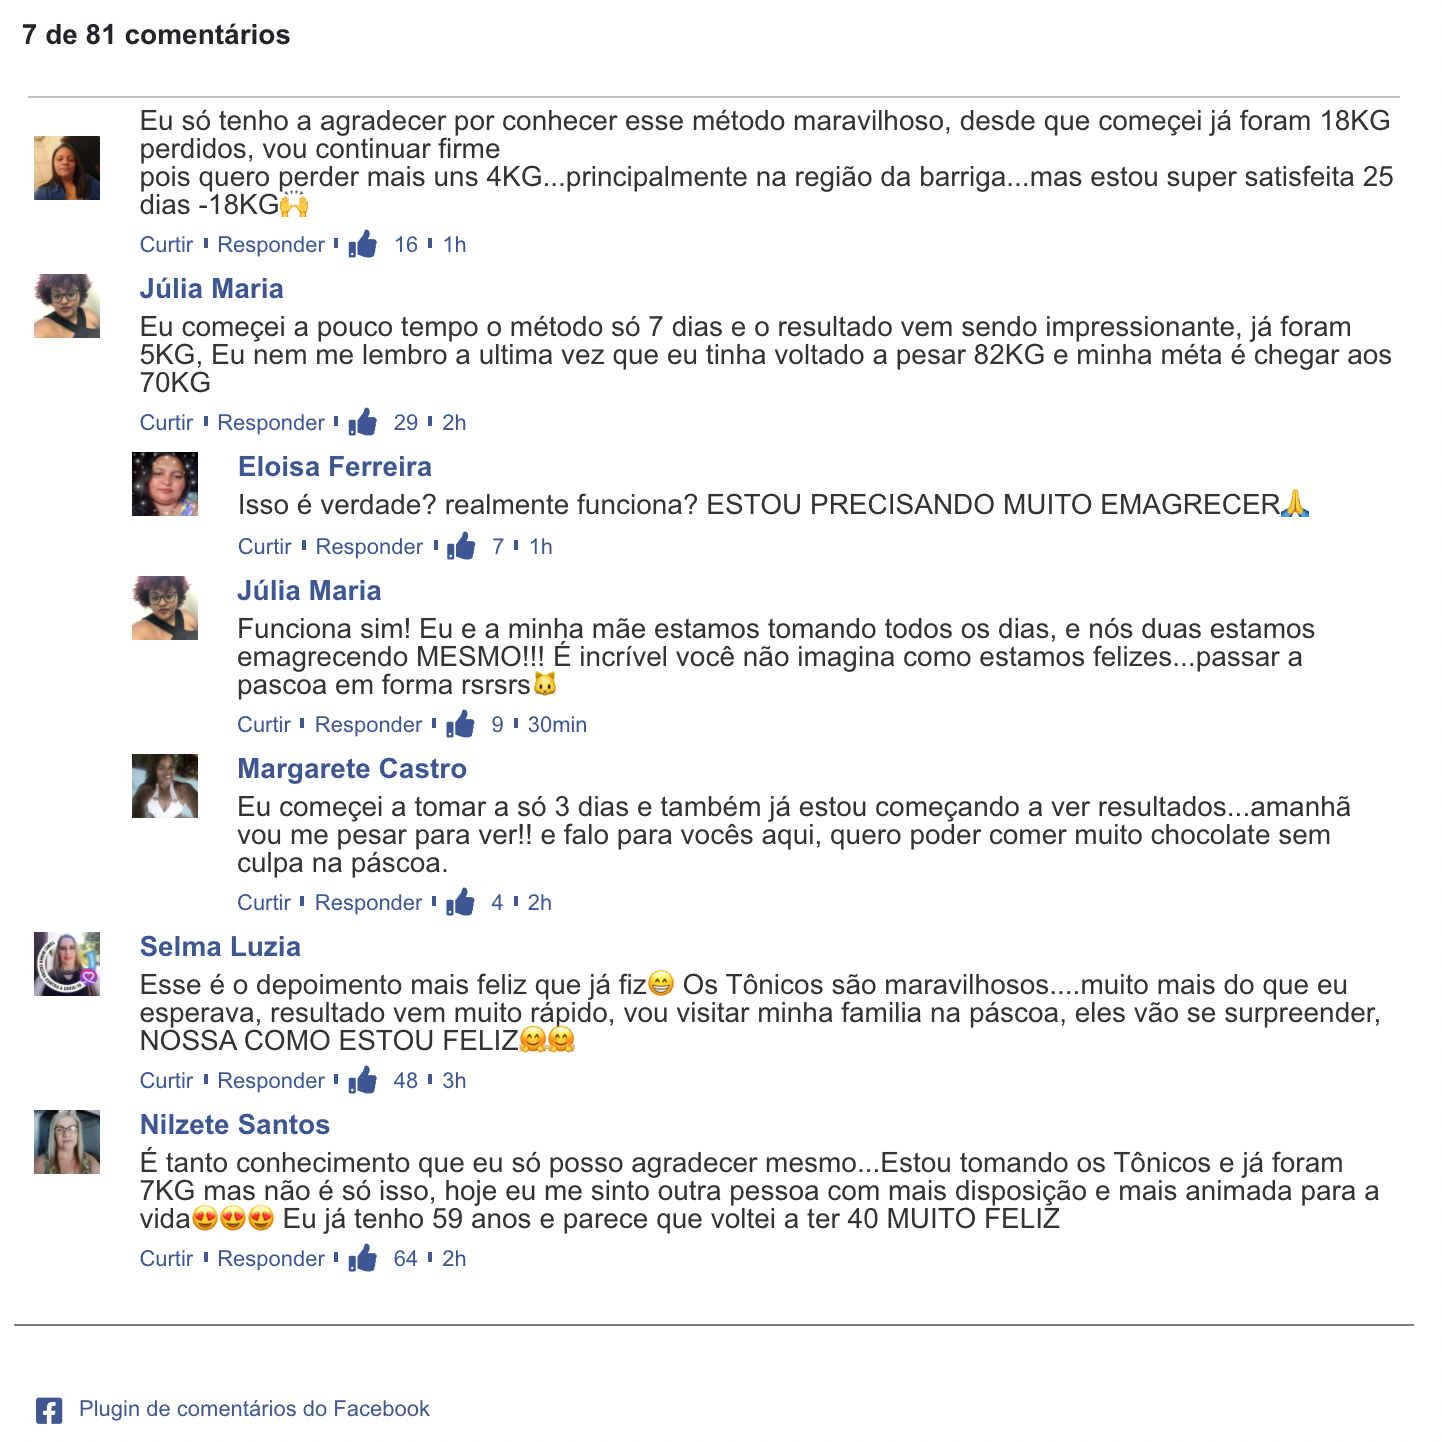 7 de 81 comentários
Eu só tenho a agradecer por conhecer esse método maravilhoso, desde que começei já foram 18KG
perdidos, vou continuar firme
pois quero perder mais uns 4KG...principalmente na região da barriga...mas estou super satisfeita 25
dias -18KG🙌
Curtir Responder 16 1h
Júlia Maria
Eu começei a pouco tempo o método só 7 dias e o resultado vem sendo impressionante, já foram
5KG, Eu nem me lembro a ultima vez que eu tinha voltado a pesar 82KG e minha méta é chegar aos
70KG
Curtir Responder 29 2h
Eloisa Ferreira
Isso é verdade? realmente funciona? ESTOU PRECISANDO MUITO EMAGRECER🙏
Curtir Responder 7 1h
Júlia Maria
Funciona sim! Eu e a minha mãe estamos tomando todos os dias, e nós duas estamos
emagrecendo MESMO!!! É incrível você não imagina como estamos felizes...passar a
pascoa em forma rsrsrs🐱
Curtir Responder 9 30min
Margarete Castro
Eu começei a tomar a só 3 dias e também já estou começando a ver resultados...amanhã
vou me pesar para ver!! e falo para vocês aqui, quero poder comer muito chocolate sem
culpa na páscoa.
Curtir Responder 4 2h
Selma Luzia
Esse é o depoimento mais feliz que já fiz😁 Os Tônicos são maravilhosos....muito mais do que eu
esperava, resultado vem muito rápido, vou visitar minha familia na páscoa, eles vão se surpreender,
NOSSA COMO ESTOU FELIZ🤗🤗
Curtir Responder 48 3h
Nilzete Santos
É tanto conhecimento que eu só posso agradecer mesmo...Estou tomando os Tônicos e já foram
7KG mas não é só isso, hoje eu me sinto outra pessoa com mais disposição e mais animada para a
vida😍😍😍 Eu já tenho 59 anos e parece que voltei a ter 40 MUITO FELIZ
Curtir Responder 64 2h
Plugin de comentários do Facebook